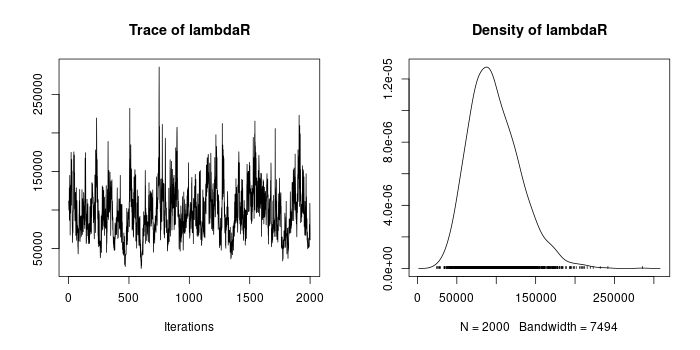 Trace of lambdaR
250000
150000
50000
0
500
1000
1500
2000
Iterations
Density of lambdaR
1.2e-05
8.0e-06
4.0e-06
0.0e+00
0
50000
150000
250000
N = 2000 Bandwidth = 7494